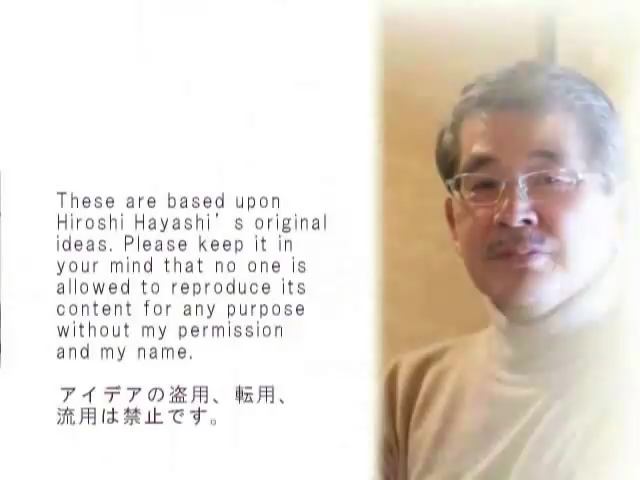 These are based upon
Hiroshi Hayashi's original
ideas. Please keep it in
your mind that no one is
allowed to reproduce its
content for any purpose
without my permission
and my name.
アイデアの盗用、転用、
流用は禁止です。